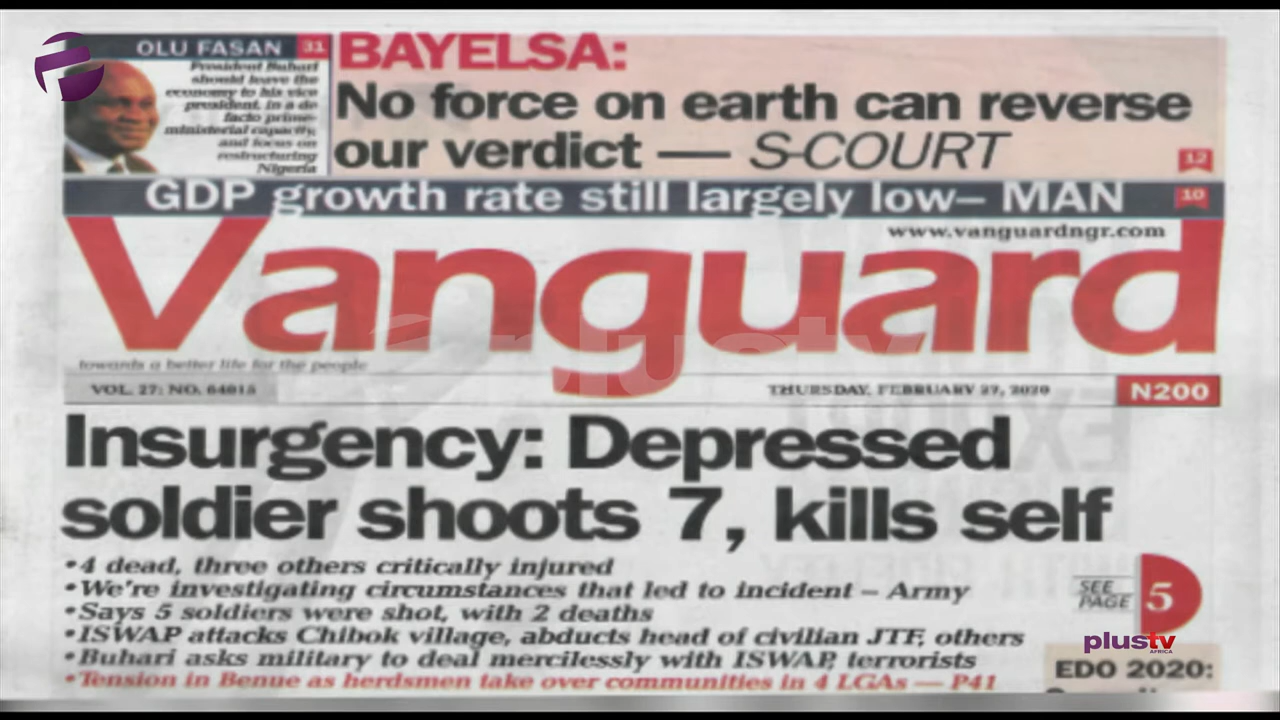 OLU FASAN 31
President Buhari
should leave the
economy to his vice
president, in a de
facto prime-
ministerial capacity,
and focus on
restructuring
Nigeria
BAYELSA:
No force on earth can reverse
our verdict — S-COURT
12
GDP growth rate still largely low– MAN 10
www.vanguardngr.com
Vanguard
plustv
towards a better life for the people
VOL. 27: NO. 64015
THURSDAY, FEBRUARY 27, 2020
N200
Insurgency: Depressed
soldier shoots 7, kills self
•4 dead, three others critically injured
•We're investigating circumstances that led to incident – Army
•Says 5 soldiers were shot, with 2 deaths
•ISWAP attacks Chibok village, abducts head of civilian JTF, others
•Buhari asks military to deal mercilessly with ISWAP, terrorists
•Tension in Benue as herdsmen take over communities in 4 LGAs — P41
SEE
PAGE 5
plustv
AFRICA
EDO 2020: